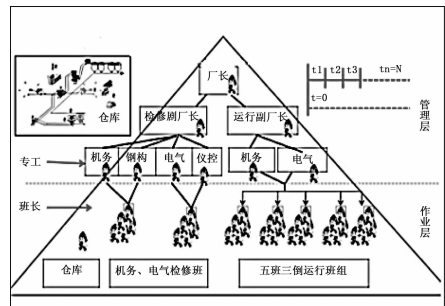 厂长
t1 t2 t3 tn=N
t=0
仓库
检修副厂长 运行副厂长
管理层
专工
机务 钢构 电气 仪控 机务 电气
班长
作业层
仓库 机务、电气检修班 五班三倒运行班组